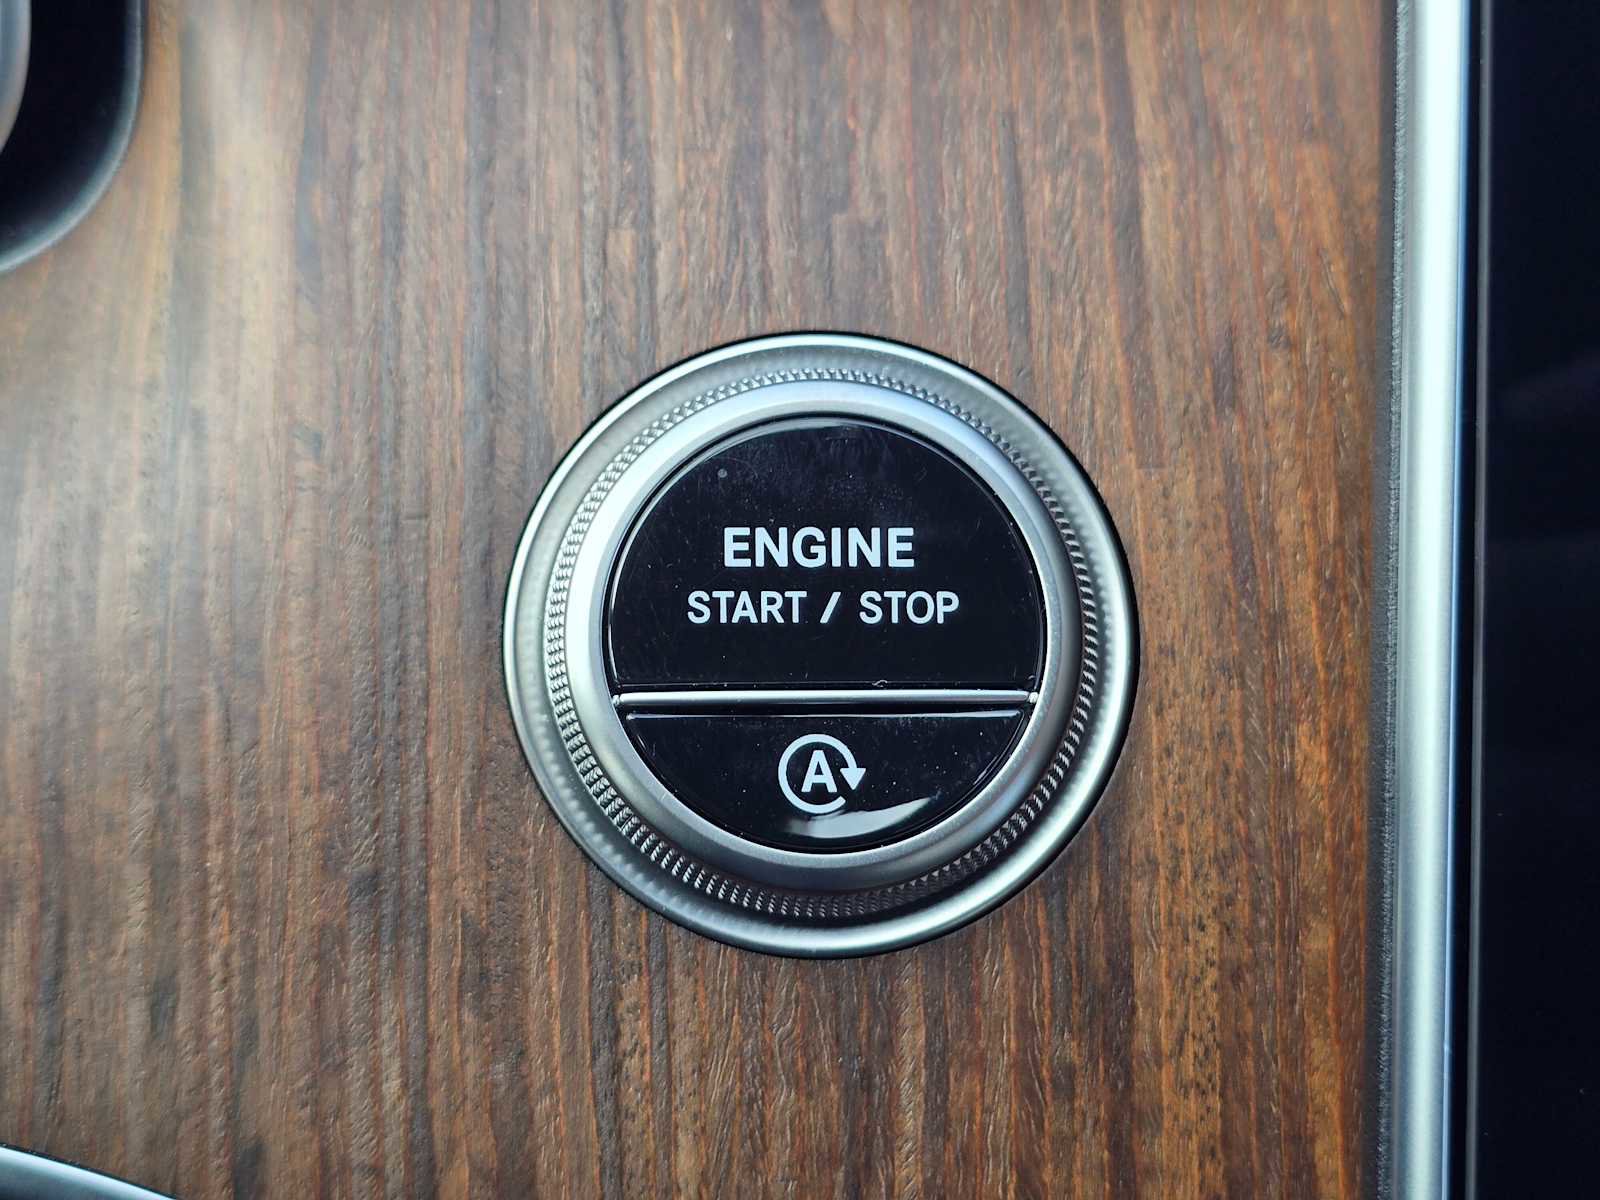 ENGINE
START / STOP
A